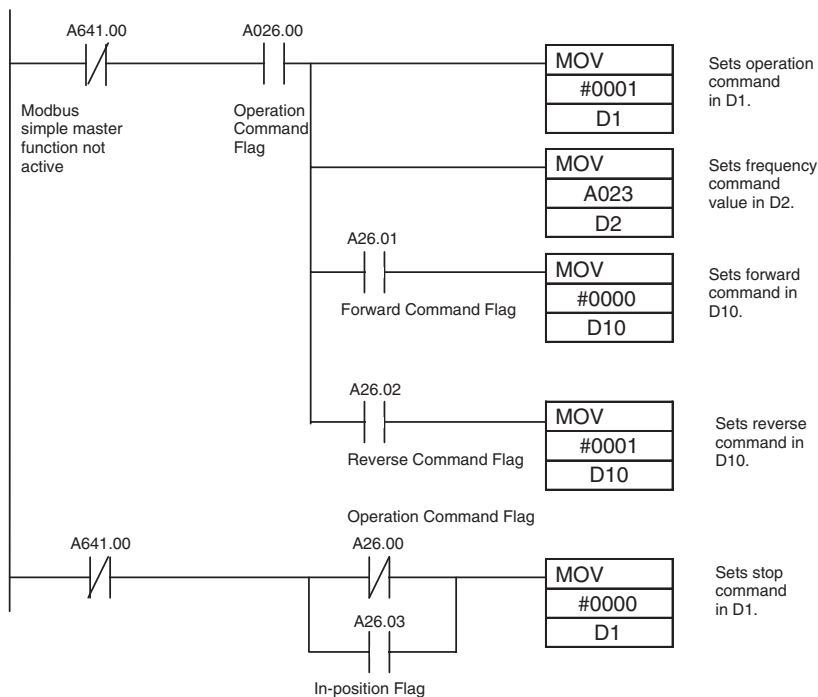 A641.00
A026.00
Modbus
simple master
function not
active
Operation
Command
Flag
MOV
#0001
D1
Sets operation
command
in D1.
MOV
A023
D2
Sets frequency
command
value in D2.
A26.01
Forward Command Flag
MOV
#0000
D10
Sets forward
command in
D10.
A26.02
Reverse Command Flag
MOV
#0001
D10
Sets reverse
command in
D10.
Operation Command Flag
A641.00
A26.00
A26.03
In-position Flag
MOV
#0000
D1
Sets stop
command
in D1.